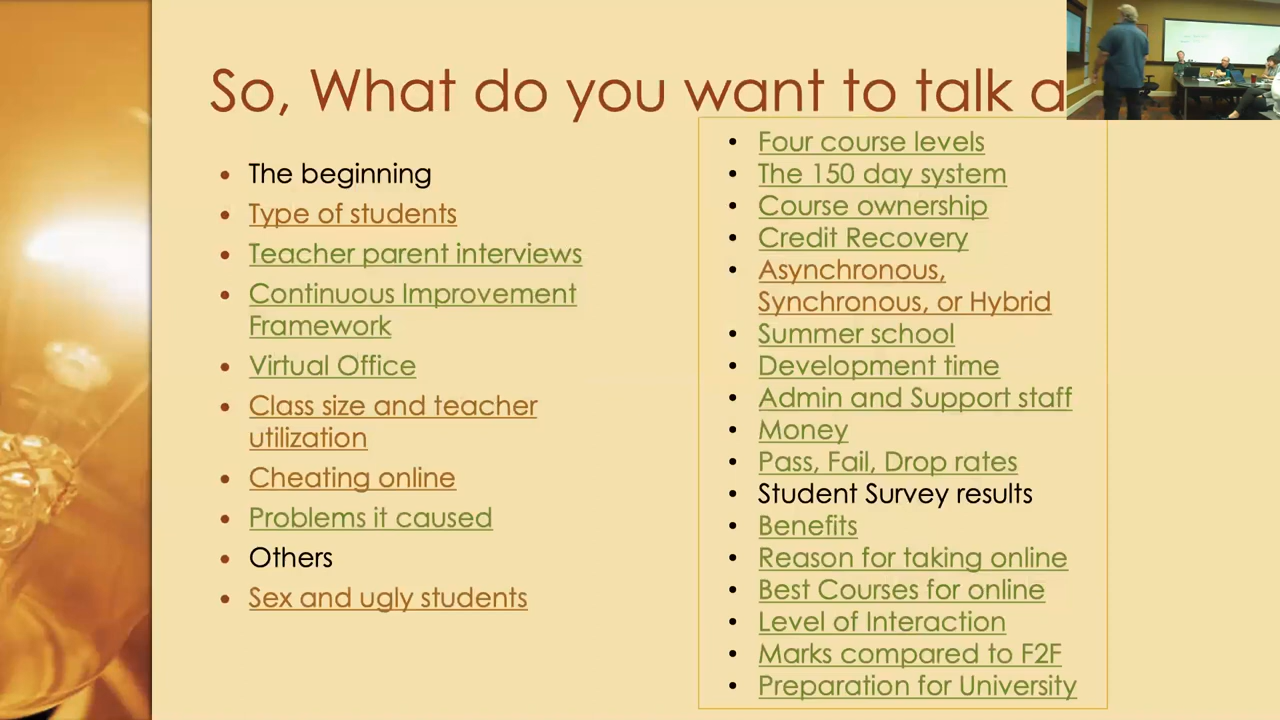 So, What do you want to talk a
The beginning
Type of students
Teacher parent interviews
Continuous Improvement
Framework
Virtual Office
Class size and teacher
utilization
Cheating online
Problems it caused
Others
Sex and ugly students
Four course levels
The 150 day system
Course ownership
Credit Recovery
Asynchronous,
Synchronous, or Hybrid
Summer school
Development time
Admin and Support staff
Money
Pass, Fail, Drop rates
Student Survey results
Benefits
Reason for taking online
Best Courses for online
Level of Interaction
Marks compared to F2F
Preparation for University